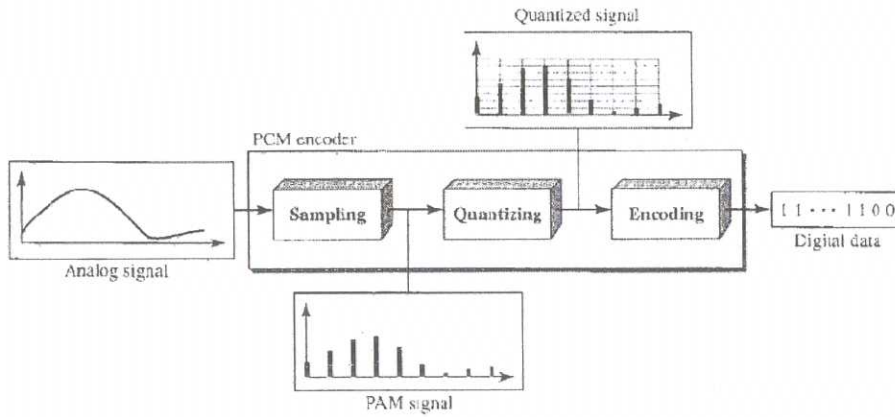 Quantized signal
PCM encoder
Sampling
Quantizing
Encoding
11···1100
Digital data
Analog signal
PAM signal